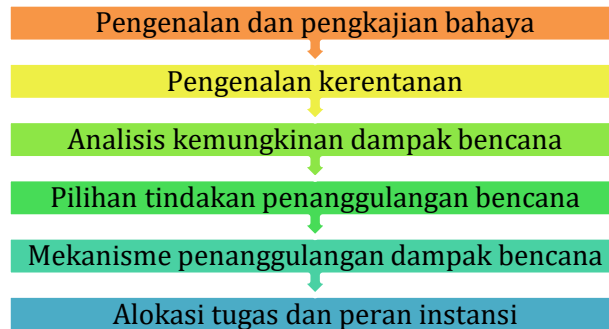 Pengenalan dan pengkajian bahaya
Pengenalan kerentanan
Analisis kemungkinan dampak bencana
Pilihan tindakan penanggulangan bencana
Mekanisme penanggulangan dampak bencana
Alokasi tugas dan peran instansi